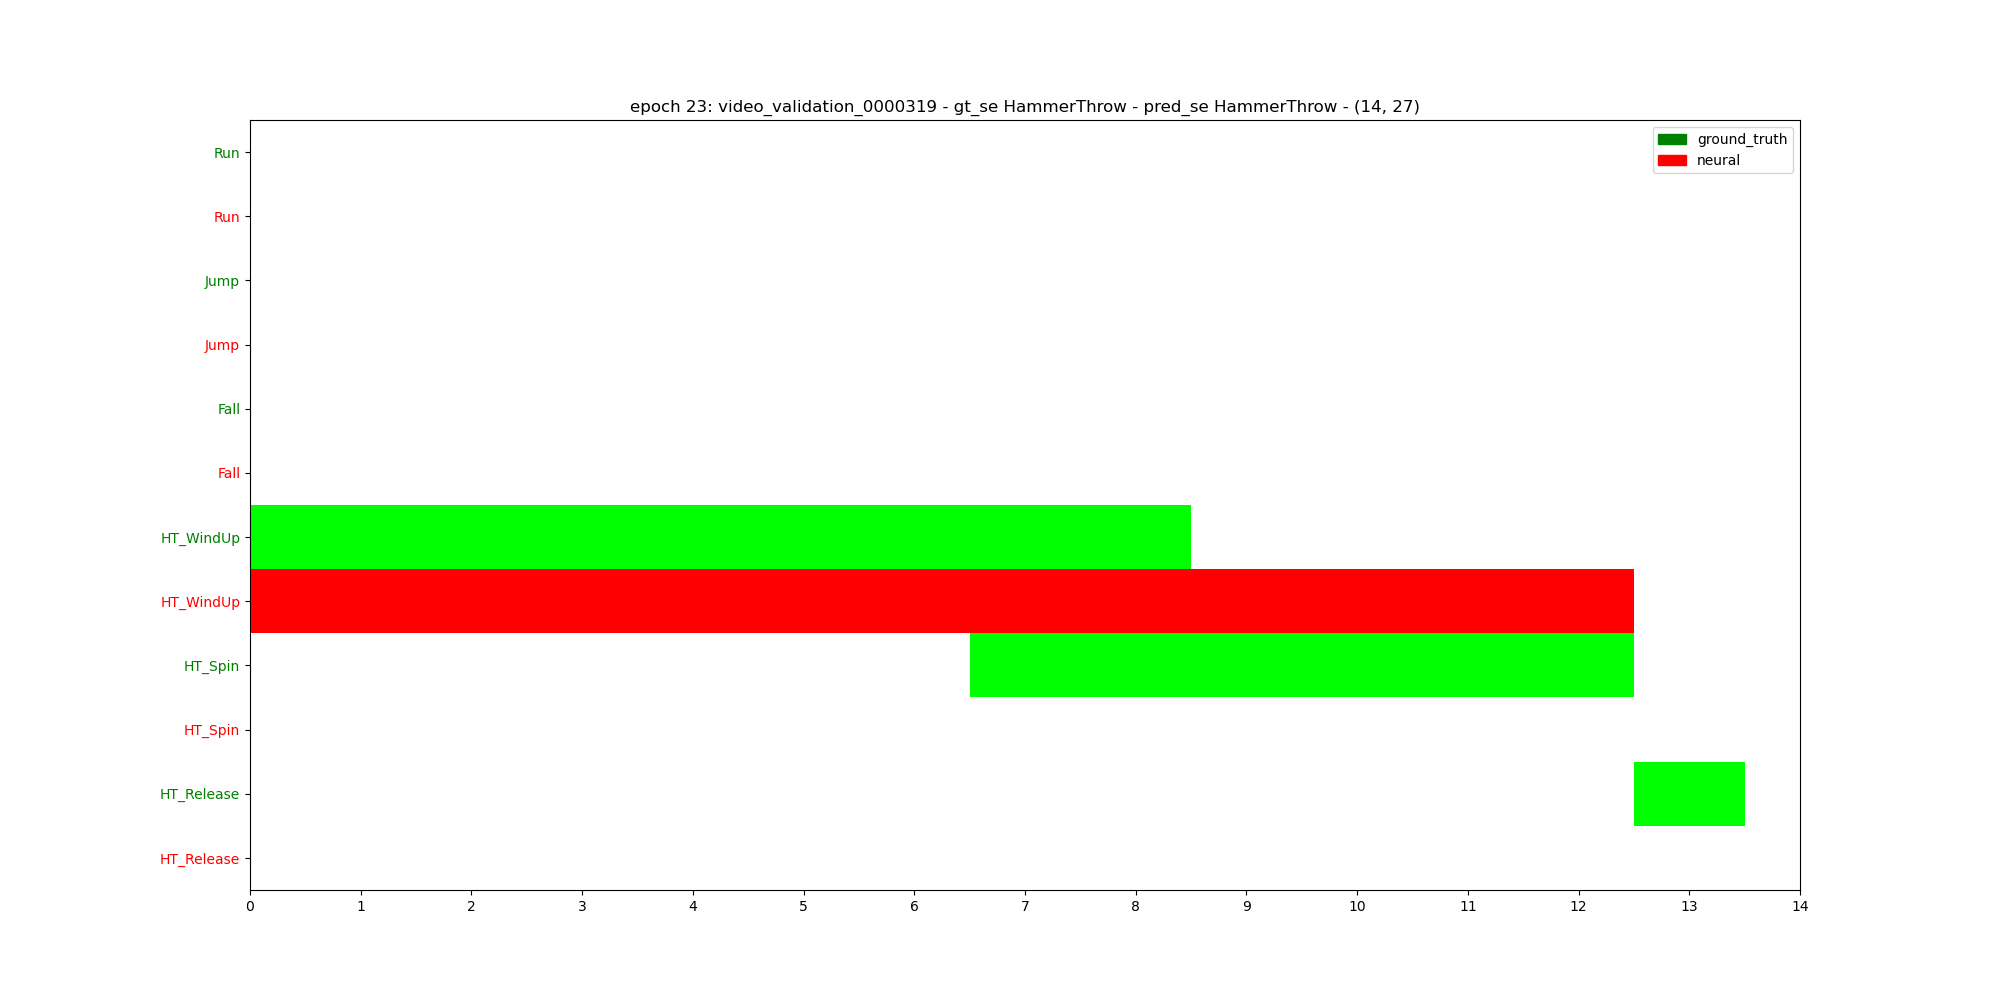 epoch 23: video_validation_0000319 - gt_se HammerThrow - pred_se HammerThrow - (14, 27)
ground_truth
neural
Run
Run
Jump
Jump
Fall
Fall
HT_WindUp
HT_WindUp
HT_Spin
HT_Spin
HT_Release
HT_Release
0 1 2 3 4 5 6 7 8 9 10 11 12 13 14